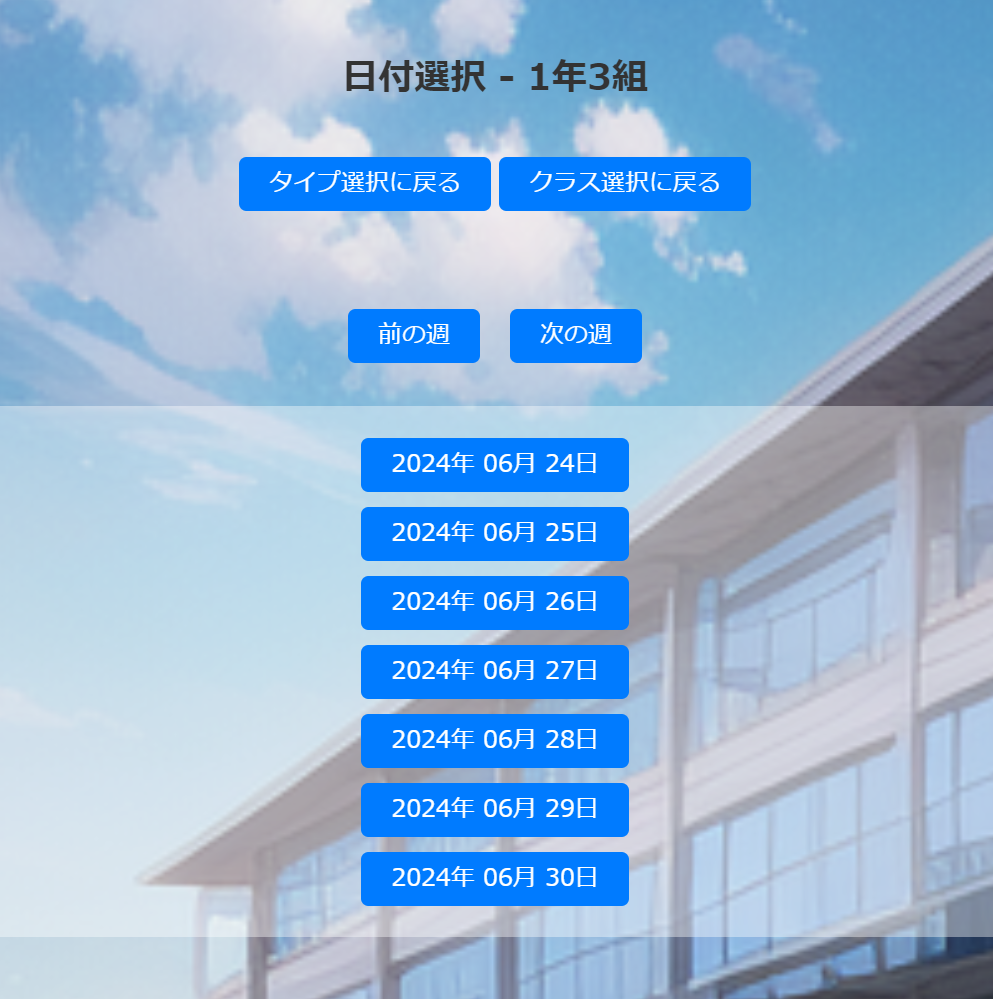 日付選択 - 1年3組
タイプ選択に戻る クラス選択に戻る
前の週 次の週
2024年 06月 24日
2024年 06月 25日
2024年 06月 26日
2024年 06月 27日
2024年 06月 28日
2024年 06月 29日
2024年 06月 30日